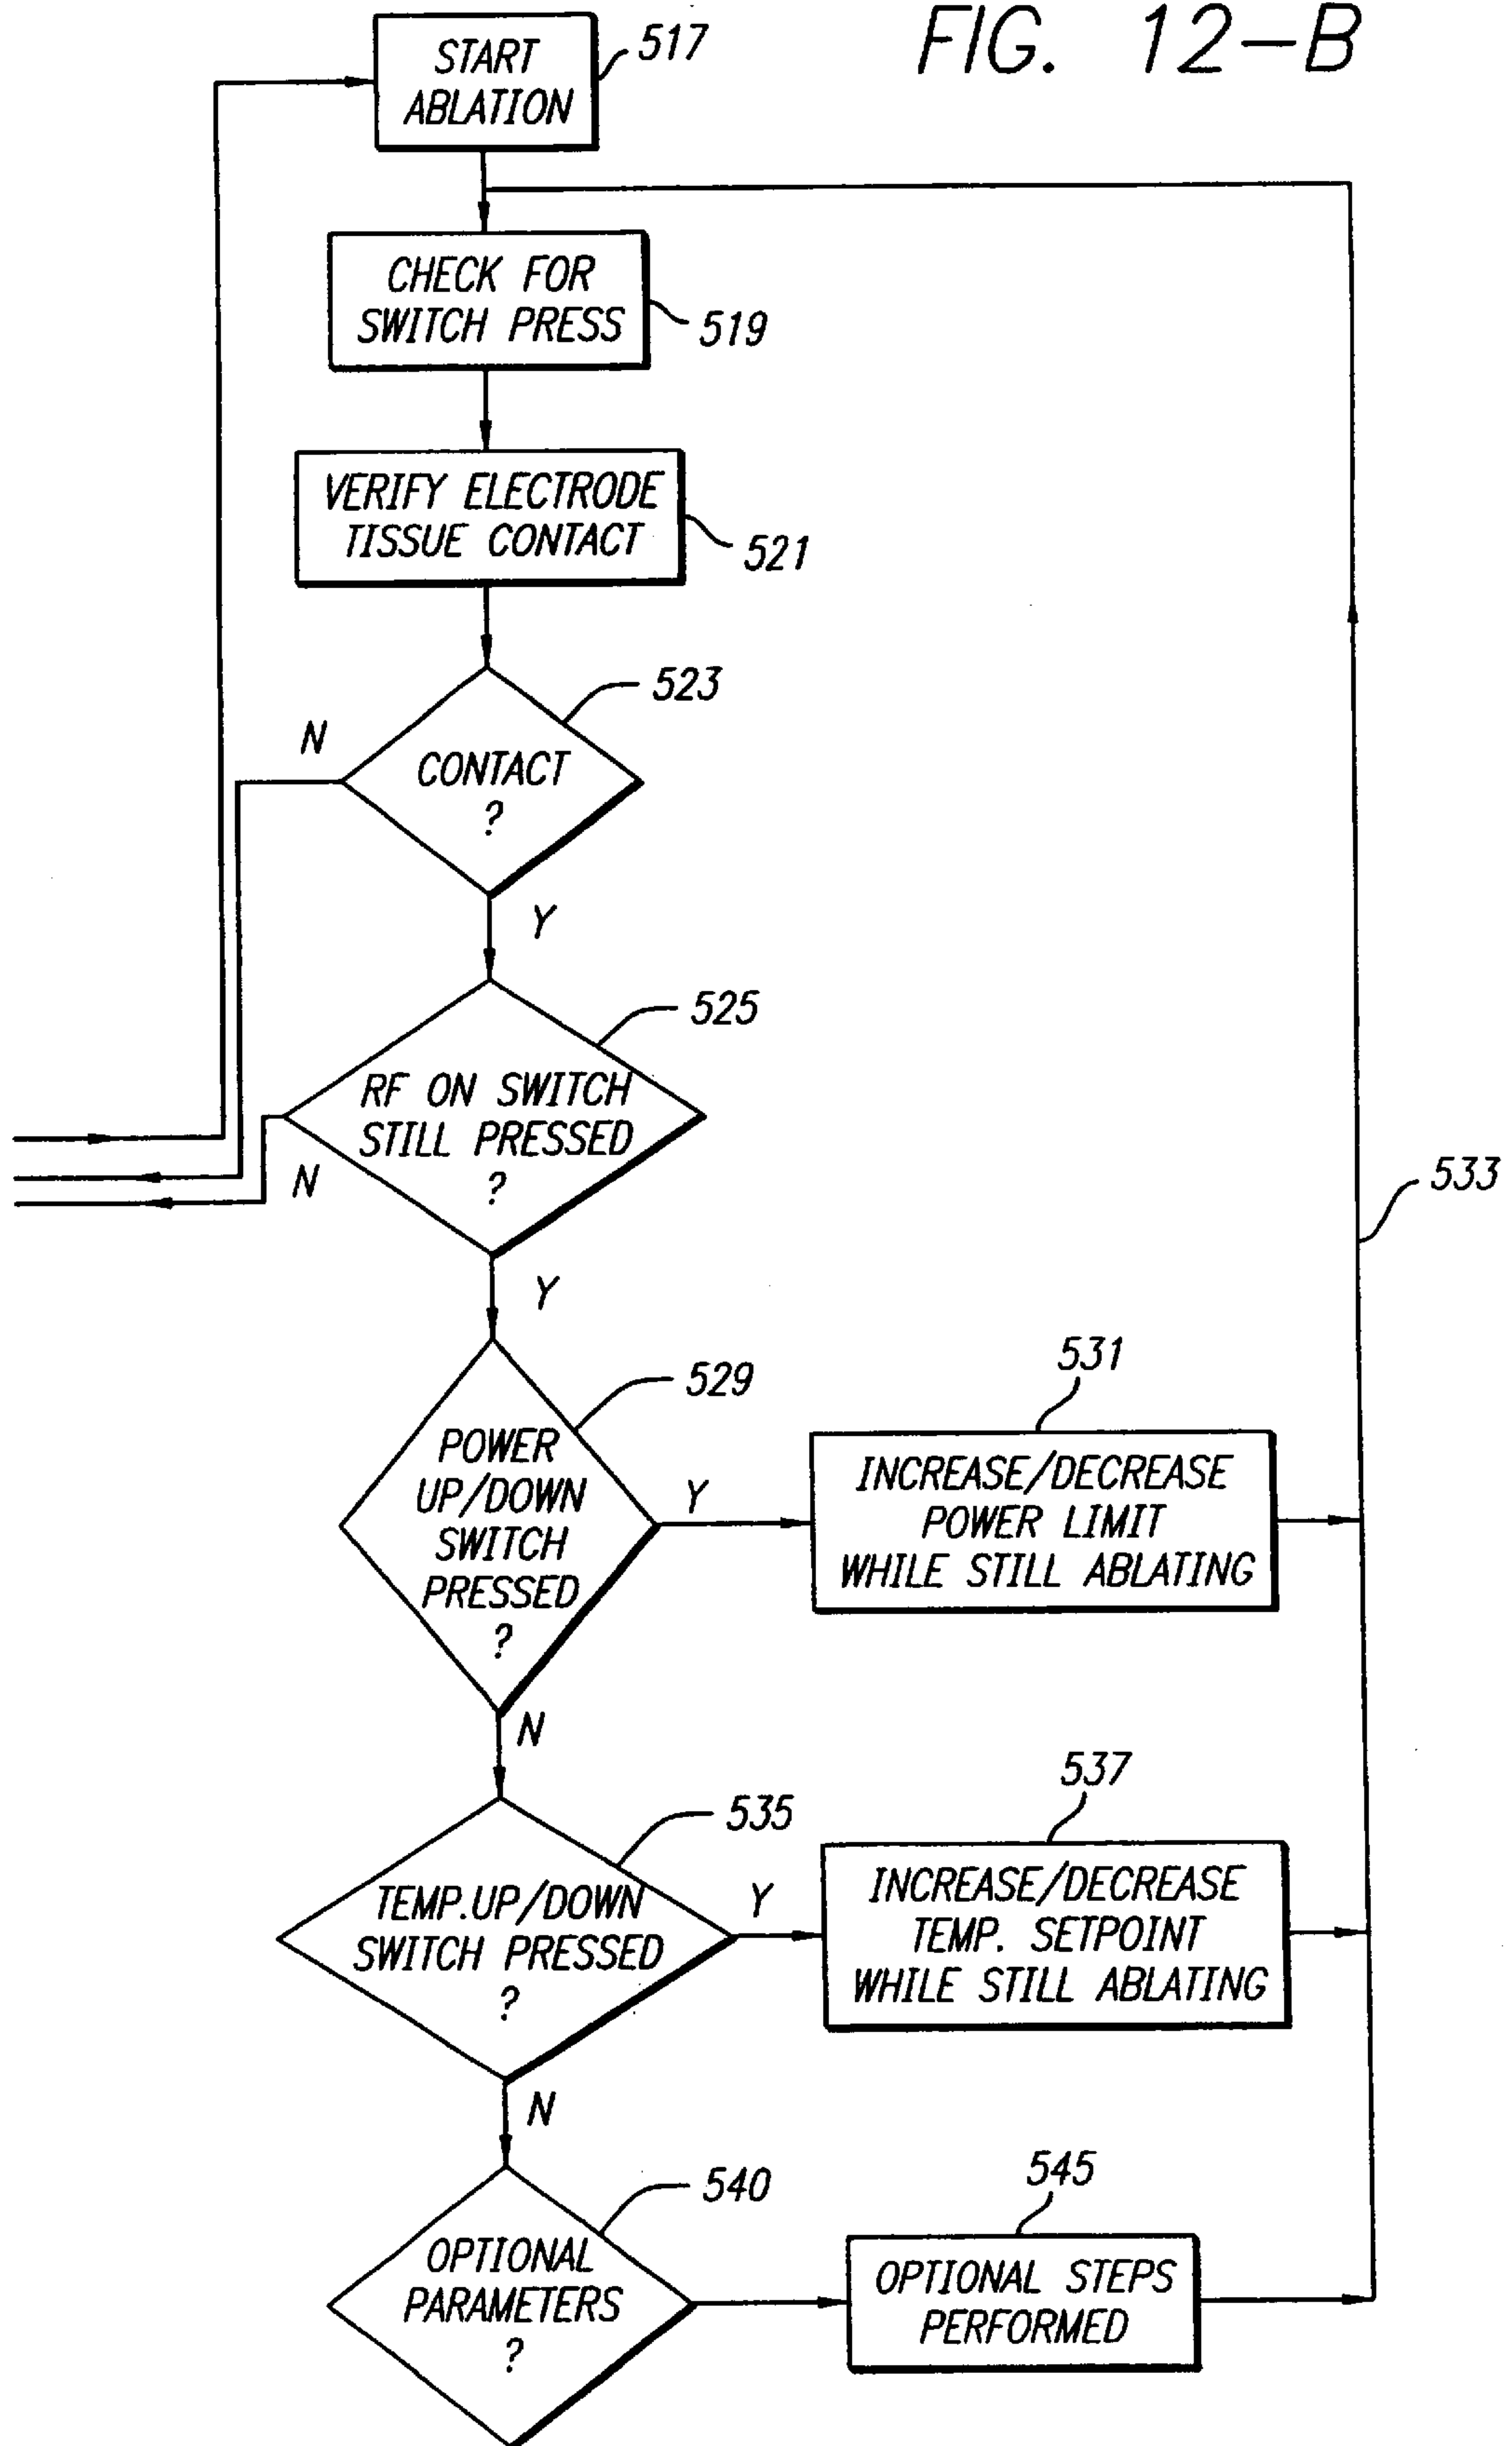 FIG. 12-B
START
ABLATION
517
CHECK FOR
SWITCH PRESS
519
VERIFY ELECTRODE
TISSUE CONTACT
521
523
N
CONTACT
?
Y
525
RF ON SWITCH
STILL PRESSED
?
N
533
Y
529
POWER
UP/DOWN
SWITCH
PRESSED
?
Y
531
INCREASE/DECREASE
POWER LIMIT
WHILE STILL ABLATING
N
535
TEMP.UP/DOWN
SWITCH PRESSED
?
Y
537
INCREASE/DECREASE
TEMP. SETPOINT
WHILE STILL ABLATING
N
540
OPTIONAL
PARAMETERS
?
545
OPTIONAL STEPS
PERFORMED